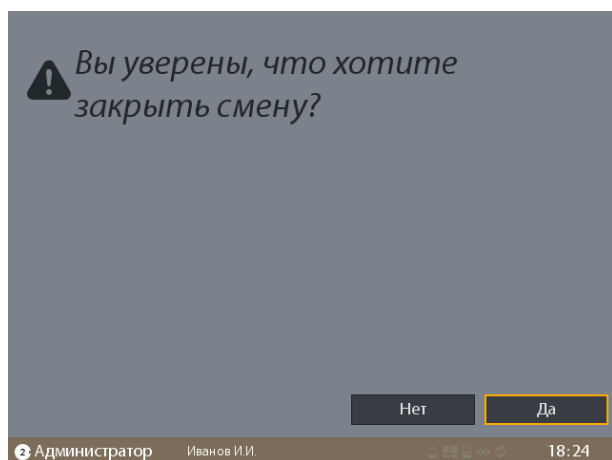 Вы уверены, что хотите
закрыть смену?
Нет
Да
2 Администратор Иванов И.И. 18:24